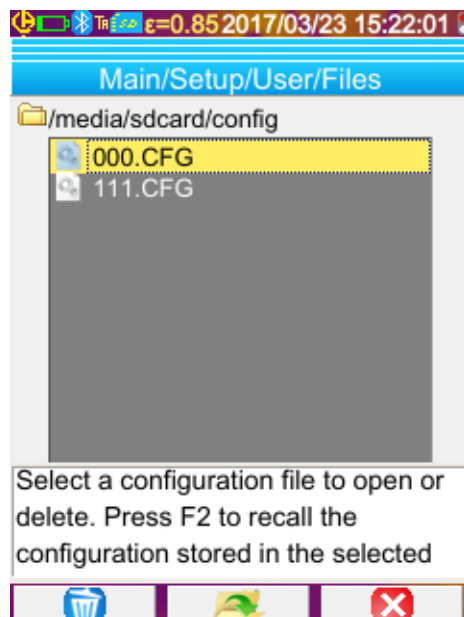 ε=0.85 2017/03/23 15:22:01
Main/Setup/User/Files
/media/sdcard/config
000.CFG
111.CFG
Select a configuration file to open or
delete. Press F2 to recall the
configuration stored in the selected